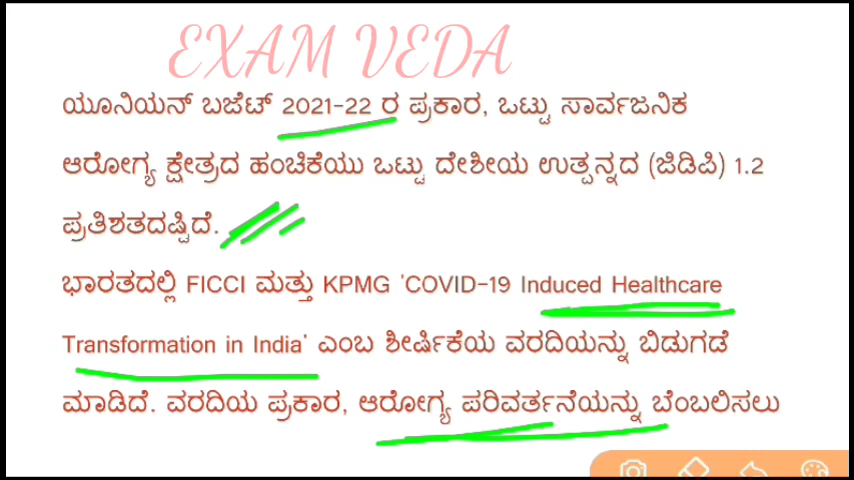 EXAM VEDA
ಯೂನಿಯನ್ ಬಜೆಟ್ 2021-22 ರ ಪ್ರಕಾರ, ಒಟ್ಟು ಸಾರ್ವಜನಿಕ
ಆರೋಗ್ಯ ಕ್ಷೇತ್ರದ ಹಂಚಿಕೆಯು ಒಟ್ಟು ದೇಶೀಯ ಉತ್ಪನ್ನದ (ಜಿಡಿಪಿ) 1.2
ಪ್ರತಿಶತದಷ್ಟಿದೆ.
ಭಾರತದಲ್ಲಿ FICCI ಮತ್ತು KPMG 'COVID-19 Induced Healthcare
Transformation in India' ಎಂಬ ಶೀರ್ಷಿಕೆಯ ವರದಿಯನ್ನು ಬಿಡುಗಡೆ
ಮಾಡಿದೆ. ವರದಿಯ ಪ್ರಕಾರ, ಆರೋಗ್ಯ ಪರಿವರ್ತನೆಯನ್ನು ಬೆಂಬಲಿಸಲು